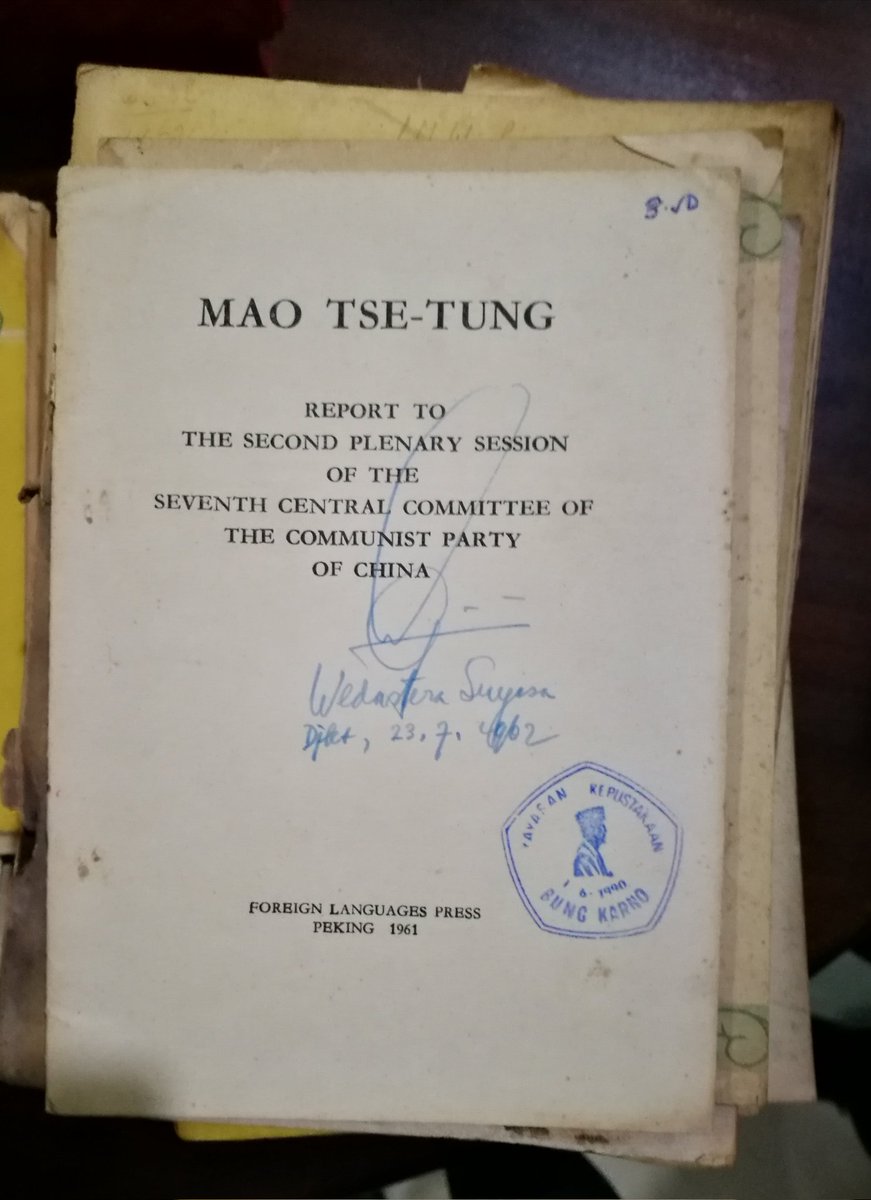 MAO TSE-TUNG
REPORT TO
THE SECOND PLENARY SESSION
OF THE
SEVENTH CENTRAL COMMITTEE OF
THE COMMUNIST PARTY
OF CHINA
Wedastera Suyasa
Djkt, 23.7.1962
YAYASAN KEPUSTAKAAN
1.6.1990
BUNG KARNO
FOREIGN LANGUAGES PRESS
PEKING 1961